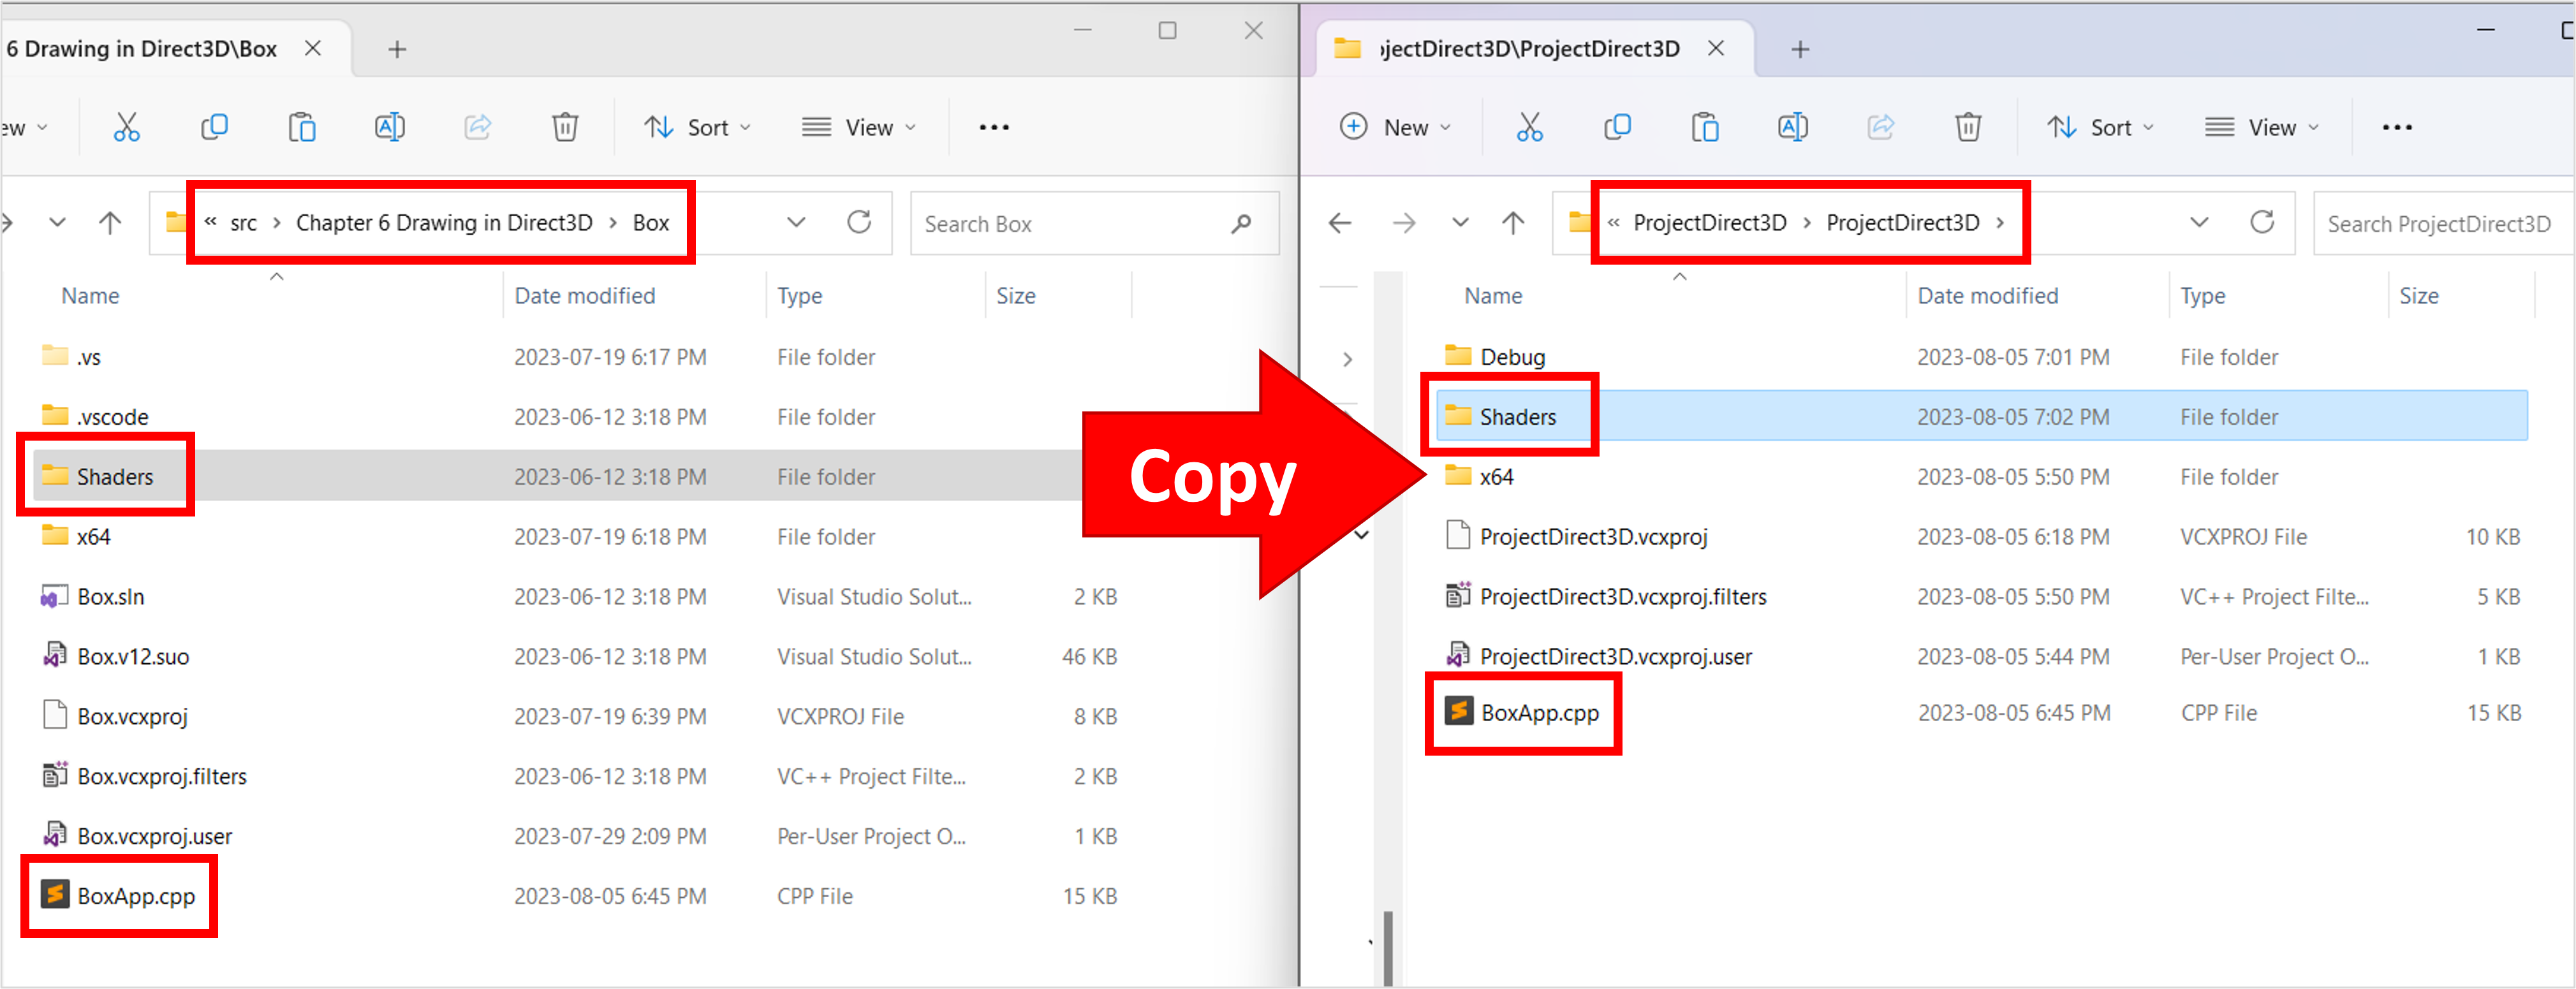 6 Drawing in Direct3D\Box
ew
Sort
View
src › Chapter 6 Drawing in Direct3D › Box
Search Box
Name Date modified Type Size
.vs 2023-07-19 6:17 PM File folder
.vscode 2023-06-12 3:18 PM File folder
Shaders 2023-06-12 3:18 PM File folder
x64 2023-07-19 6:18 PM File folder
Box.sln 2023-06-12 3:18 PM Visual Studio Solut... 2 KB
Box.v12.suo 2023-06-12 3:18 PM Visual Studio Solut... 46 KB
Box.vcxproj 2023-07-19 6:39 PM VCXPROJ File 8 KB
Box.vcxproj.filters 2023-06-12 3:18 PM VC++ Project Filte... 2 KB
Box.vcxproj.user 2023-07-29 2:09 PM Per-User Project O... 1 KB
BoxApp.cpp 2023-08-05 6:45 PM CPP File 15 KB
Copy
ojectDirect3D\ProjectDirect3D
New
Sort
View
« ProjectDirect3D › ProjectDirect3D ›
Search ProjectDirect3D
Name Date modified Type Size
Debug 2023-08-05 7:01 PM File folder
Shaders 2023-08-05 7:02 PM File folder
x64 2023-08-05 5:50 PM File folder
ProjectDirect3D.vcxproj 2023-08-05 6:18 PM VCXPROJ File 10 KB
ProjectDirect3D.vcxproj.filters 2023-08-05 5:50 PM VC++ Project Filte... 5 KB
ProjectDirect3D.vcxproj.user 2023-08-05 5:44 PM Per-User Project O... 1 KB
BoxApp.cpp 2023-08-05 6:45 PM CPP File 15 KB